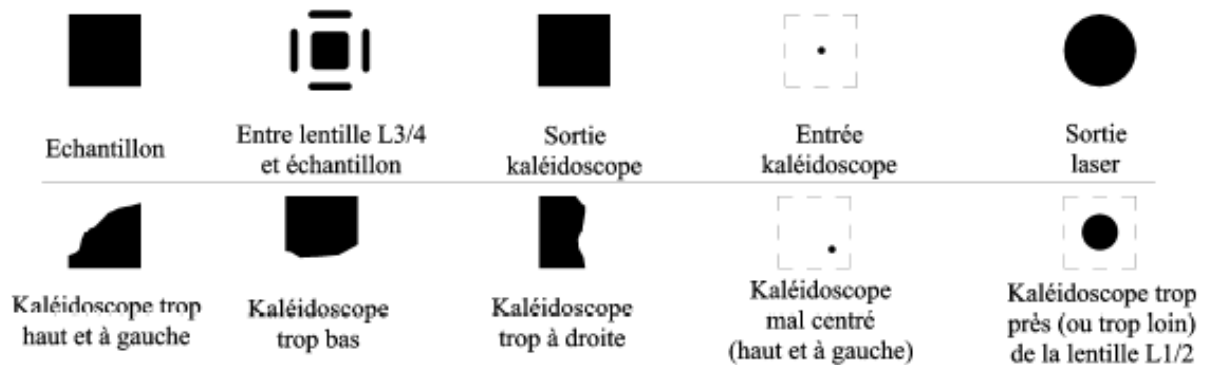 Echantillon
Entre lentille L3/4
et échantillon
Sortie
kaléidoscope
Entrée
kaléidoscope
Sortie
laser
Kaléidoscope trop
haut et à gauche
Kaléidoscope
trop bas
Kaléidoscope
trop à droite
Kaléidoscope
mal centré
(haut et à gauche)
Kaléidoscope trop
près (ou trop loin)
de la lentille L1/2